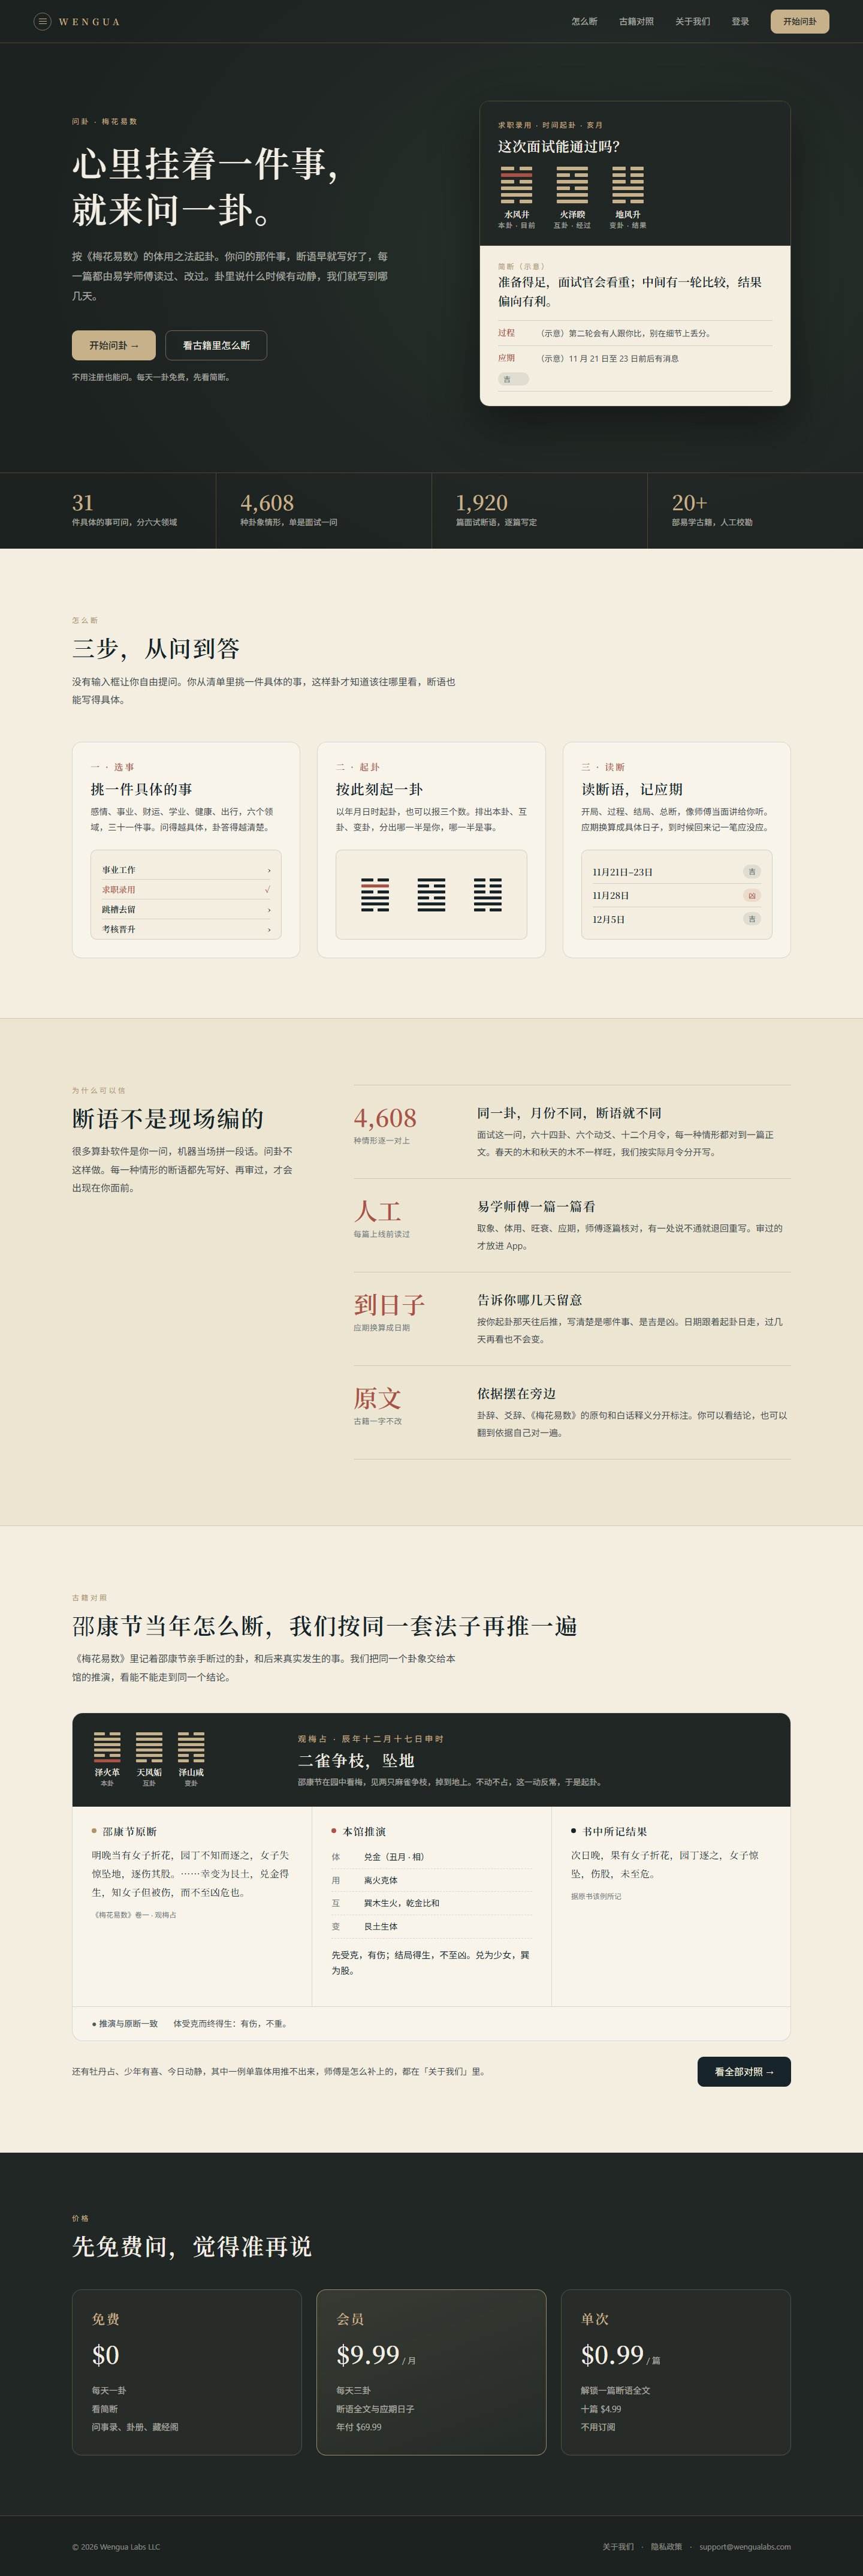 WENGUA
怎么断
古籍对照
关于我们
登录
开始问卦
问卦 · 梅花易数
心里挂着一件事，
就来问一卦。
按《梅花易数》的体用之法起卦。你问的那件事，断语早就写好了，每
一篇都由易学师傅读过、改过。卦里说什么时候有动静，我们就写到哪
几天。
开始问卦 →
看古籍里怎么断
不用注册也能问。每天一卦免费，先看简断。
求职录用 · 时间起卦 · 亥月
这次面试能通过吗？
水风井
火泽睽
地风升
本卦 · 目前
互卦 · 经过
变卦 · 结果
简断（示意）
准备得足，面试官会看重；中间有一轮比较，结果
偏向有利。
过程
（示意）第二轮会有人跟你比，别在细节上丢分。
应期
（示意）11 月 21 日至 23 日前后有消息
吉
31
件具体的事可问，分六大领域
4,608
种卦象情形，单是面试一问
1,920
篇面试断语，逐篇写定
20+
部易学古籍，人工校勘
怎么断
三步，从问到答
没有输入框让你自由提问。你从清单里挑一件具体的事，这样卦才知道该往哪里看，断语也
能写得具体。
一 · 选事
挑一件具体的事
感情、事业、财运、学业、健康、出行，六个领
域，三十一件事。问得越具体，卦答得越清楚。
事业工作 ›
求职录用 √
跳槽去留 ›
考核晋升 ›
二 · 起卦
按此刻起一卦
以年月日时起卦，也可以报三个数。排出本卦、互
卦、变卦，分出哪一半是你，哪一半是事。
三 · 读断
读断语，记应期
开局、过程、结局、总断，像师傅当面讲给你听。
应期换算成具体日子，到时候回来记一笔应没应。
11月21日–23日 吉
11月28日 凶
12月5日 吉
为什么可以信
断语不是现场编的
很多算卦软件是你一问，机器当场拼一段话。问卦不
这样做。每一种情形的断语都先写好、再审过，才会
出现在你面前。
4,608
种情形逐一对上
同一卦，月份不同，断语就不同
面试这一问，六十四卦、六个动爻、十二个月令，每一种情形都对到一篇正
文。春天的木和秋天的木不一样旺，我们按实际月令分开写。
人工
每篇上线前读过
易学师傅一篇一篇看
取象、体用、旺衰、应期，师傅逐篇核对，有一处说不通就退回重写。审过的
才放进 App。
到日子
应期换算成日期
告诉你哪几天留意
按你起卦那天往后推，写清楚是哪件事、是吉是凶。日期跟着起卦日走，过几
天再看也不会变。
原文
古籍一字不改
依据摆在旁边
卦辞、爻辞、《梅花易数》的原句和白话释义分开标注。你可以看结论，也可以
翻到依据自己对一遍。
古籍对照
邵康节当年怎么断，我们按同一套法子再推一遍
《梅花易数》里记着邵康节亲手断过的卦，和后来真实发生的事。我们把同一个卦象交给本
馆的推演，看能不能走到同一个结论。
泽火革
天风姤
泽山咸
本卦
互卦
变卦
观梅占 · 辰年十二月十七日申时
二雀争枝，坠地
邵康节在园中看梅，见两只麻雀争枝，掉到地上。不动不占，这一动反常，于是起卦。
邵康节原断
明晚当有女子折花，园丁不知而逐之，女子失
惊坠地，遂伤其股。……幸变为艮土，兑金得
生，知女子但被伤，而不至凶危也。
《梅花易数》卷一 · 观梅占
本馆推演
体 兑金（丑月 · 相）
用 离火克体
互 巽木生火，乾金比和
变 艮土生体
先受克，有伤；结局得生，不至凶。兑为少女，巽
为股。
书中所记结果
次日晚，果有女子折花，园丁逐之，女子惊
坠，伤股，未至危。
据原书该例所记
● 推演与原断一致 体受克而终得生：有伤，不重。
还有牡丹占、少年有喜、今日动静，其中一例单靠体用推不出来，师傅是怎么补上的，都在「关于我们」里。
看全部对照 →
价格
先免费问，觉得准再说
免费
$0
每天一卦
看简断
问事录、卦册、藏经阁
会员
$9.99 / 月
每天三卦
断语全文与应期日子
年付 $69.99
单次
$0.99 / 篇
解锁一篇断语全文
十篇 $4.99
不用订阅
© 2026 Wengua Labs LLC
关于我们 · 隐私政策 · support@wengualabs.com